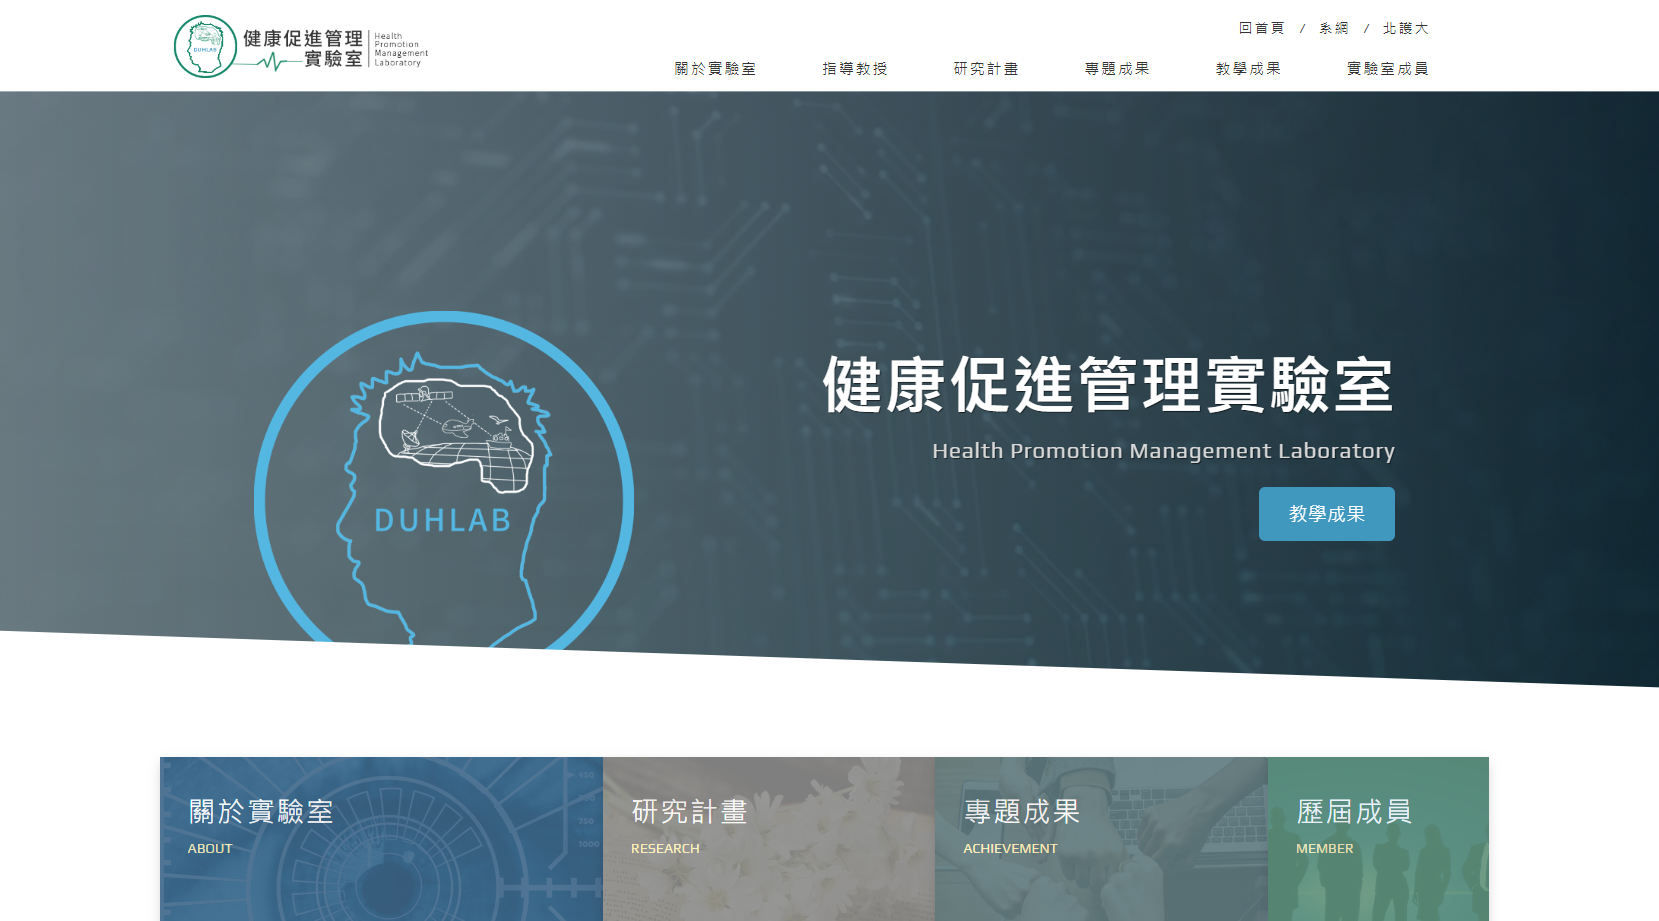 DUHLAB
健康促進管理
實驗室
Health
Promotion
Management
Laboratory
回首頁 / 系網 / 北護大
關於實驗室 指導教授 研究計畫 專題成果 教學成果 實驗室成員
健康促進管理實驗室
Health Promotion Management Laboratory
教學成果
DUHLAB
關於實驗室
ABOUT
750
1000
研究計畫
RESEARCH
專題成果
ACHIEVEMENT
歷屆成員
MEMBER